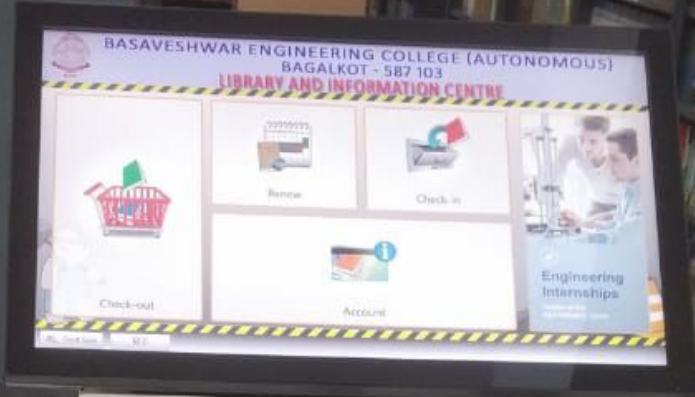 BASAVESHWAR ENGINEERING COLLEGE (AUTONOMOUS)
BAGALKOT - 587 103
LIBRARY AND INFORMATION CENTRE
Renew
Check-in
Check-out
Account
Engineering
Internships